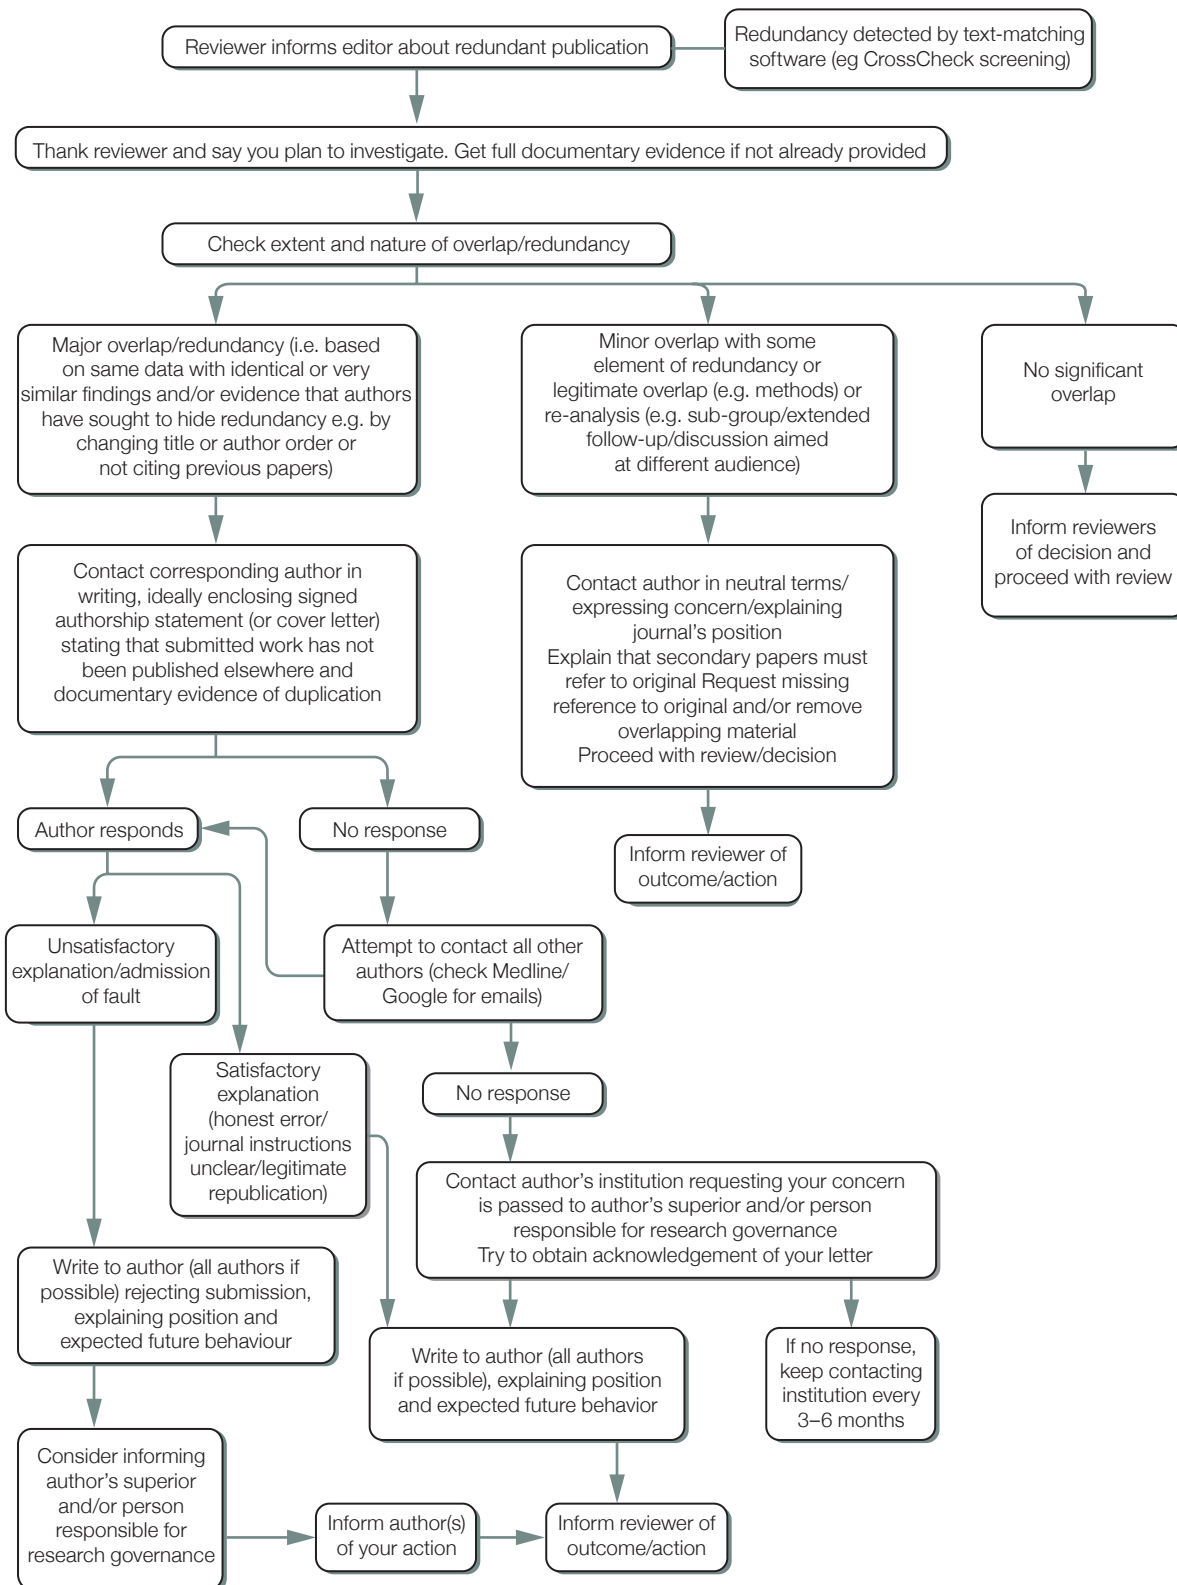 Reviewer informs editor about redundant publication
Redundancy detected by text-matching
software (eg CrossCheck screening)
Thank reviewer and say you plan to investigate. Get full documentary evidence if not already provided
Check extent and nature of overlap/redundancy
Major overlap/redundancy (i.e. based
on same data with identical or very
similar findings and/or evidence that authors
have sought to hide redundancy e.g. by
changing title or author order or
not citing previous papers)
Minor overlap with some
element of redundancy or
legitimate overlap (e.g. methods) or
re-analysis (e.g. sub-group/extended
follow-up/discussion aimed
at different audience)
No significant
overlap
Contact corresponding author in
writing, ideally enclosing signed
authorship statement (or cover letter)
stating that submitted work has not
been published elsewhere and
documentary evidence of duplication
Contact author in neutral terms/
expressing concern/explaining
journal's position
Explain that secondary papers must
refer to original Request missing
reference to original and/or remove
overlapping material
Proceed with review/decision
Inform reviewers
of decision and
proceed with review
Author responds
No response
Inform reviewer of
outcome/action
Unsatisfactory
explanation/admission
of fault
Attempt to contact all other
authors (check Medline/
Google for emails)
Satisfactory
explanation
(honest error/
journal instructions
unclear/legitimate
republication)
No response
Contact author's institution requesting your concern
is passed to author's superior and/or person
responsible for research governance
Try to obtain acknowledgement of your letter
Write to author (all authors if
possible) rejecting submission,
explaining position and
expected future behaviour
Write to author (all authors
if possible), explaining position
and expected future behavior
If no response,
keep contacting
institution every
3–6 months
Consider informing
author's superior
and/or person
responsible for
research governance
Inform author(s)
of your action
Inform reviewer of
outcome/action